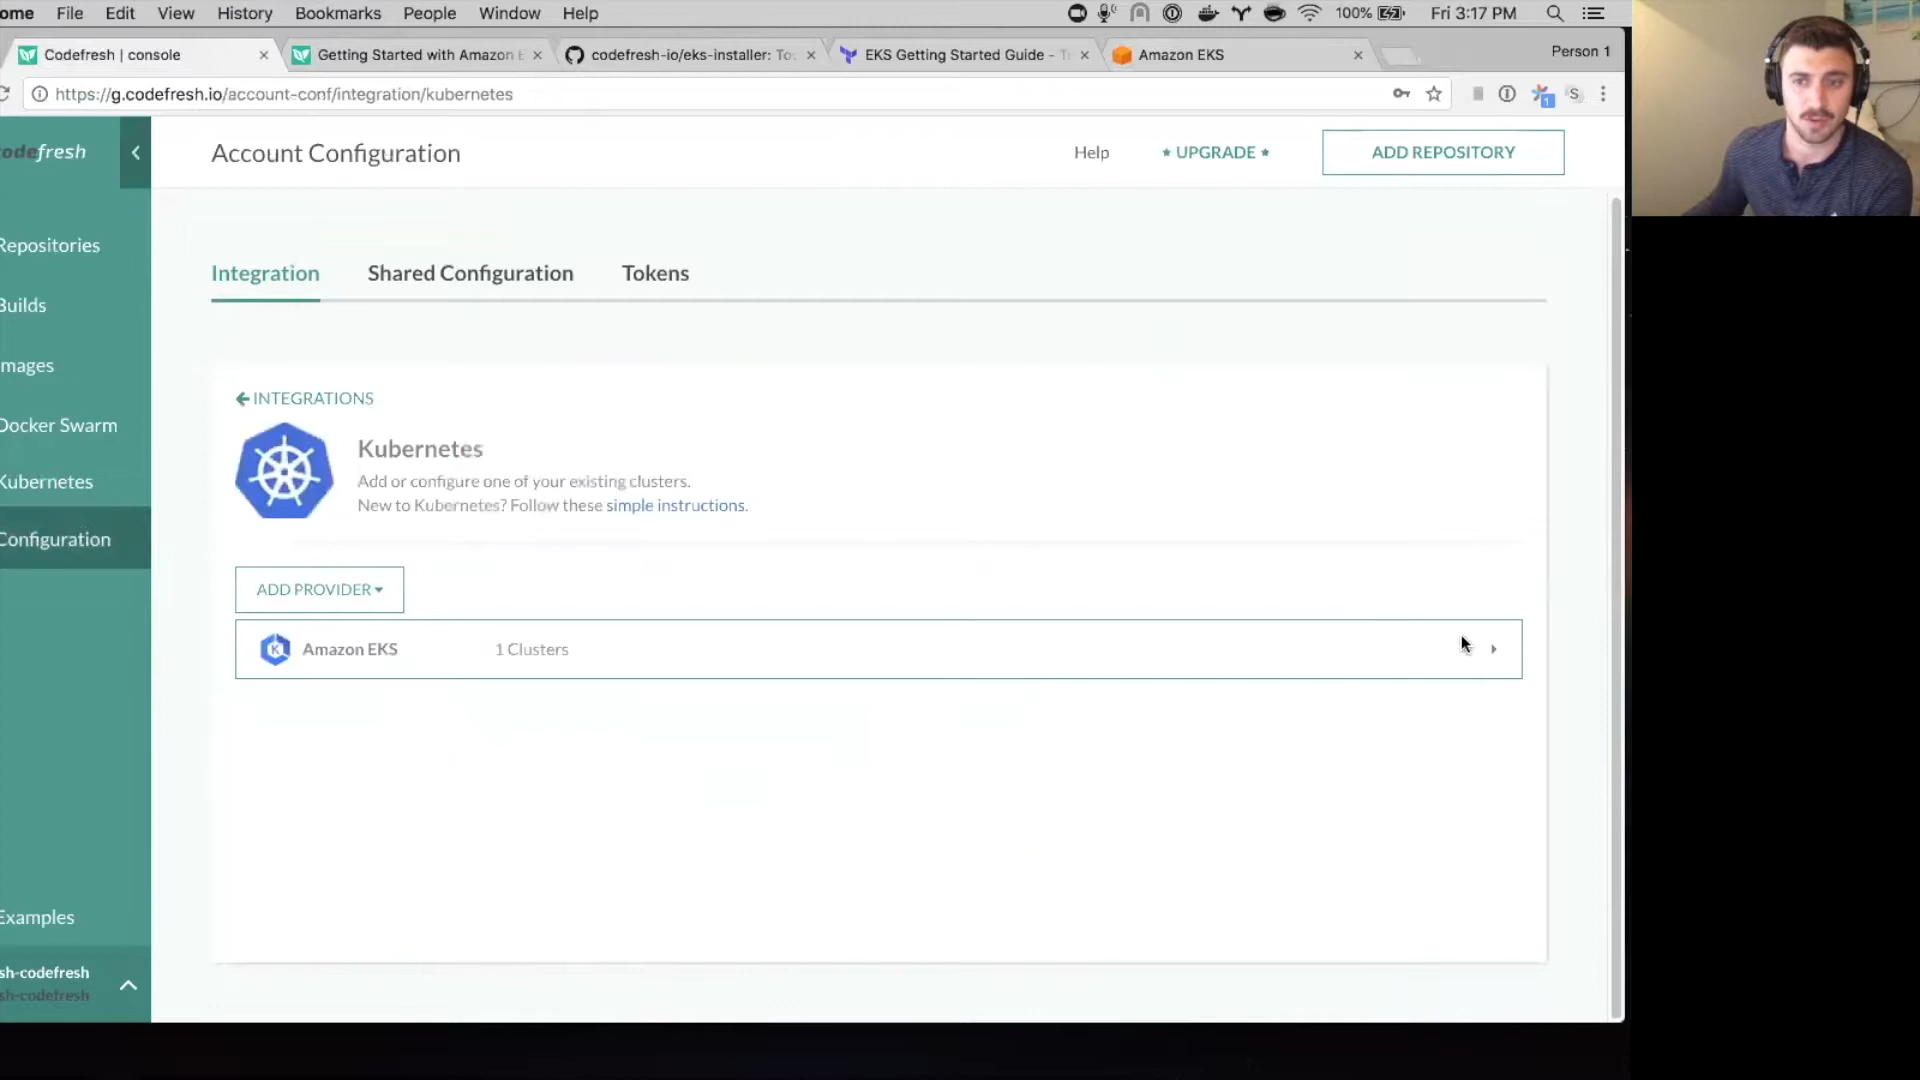 ome File Edit View History Bookmarks People Window Help 100% Fri 3:17 PM
Codefresh | console Getting Started with Amazon E codefresh-io/eks-installer: To EKS Getting Started Guide - T Amazon EKS Person 1
https://g.codefresh.io/account-conf/integration/kubernetes
odefresh
Account Configuration
Help
UPGRADE
ADD REPOSITORY
Repositories
Builds
mages
Docker Swarm
Kubernetes
Configuration
Examples
sh-codefresh
sh-codefresh
Integration Shared Configuration Tokens
INTEGRATIONS
Kubernetes
Add or configure one of your existing clusters.
New to Kubernetes? Follow these simple instructions.
ADD PROVIDER
Amazon EKS 1 Clusters